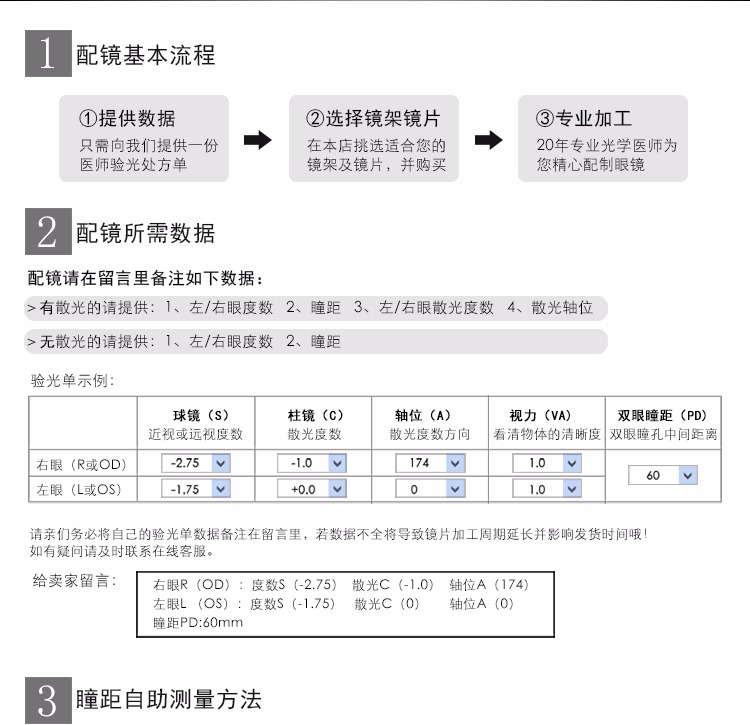 1 配镜基本流程
①提供数据
只需向我们提供一份
医师验光处方单
②选择镜架镜片
在本店挑选适合您的
镜架及镜片，并购买
③专业加工
20年专业光学医师为
您精心配制眼镜
2 配镜所需数据
配镜请在留言里备注如下数据：
> 有散光的请提供：1、左/右眼度数 2、瞳距 3、左/右眼散光度数 4、散光轴位
> 无散光的请提供：1、左/右眼度数 2、瞳距
验光单示例：
球镜（S） 柱镜（C） 轴位（A） 视力（VA） 双眼瞳距（PD）
近视或远视度数 散光度数 散光度数方向 看清物体的清晰度 双眼瞳孔中间距离
右眼（R或OD） -2.75 -1.0 174 1.0 60
左眼（L或OS） -1.75 +0.0 0 1.0
请亲们务必将自己的验光单数据备注在留言里，若数据不全将导致镜片加工周期延长并影响发货时间哦！
如有疑问请及时联系在线客服。
给卖家留言：
右眼R（OD）：度数S（-2.75） 散光C（-1.0） 轴位A（174）
左眼L （OS）：度数S（-1.75） 散光C（0） 轴位A（0）
瞳距PD:60mm
3 瞳距自助测量方法